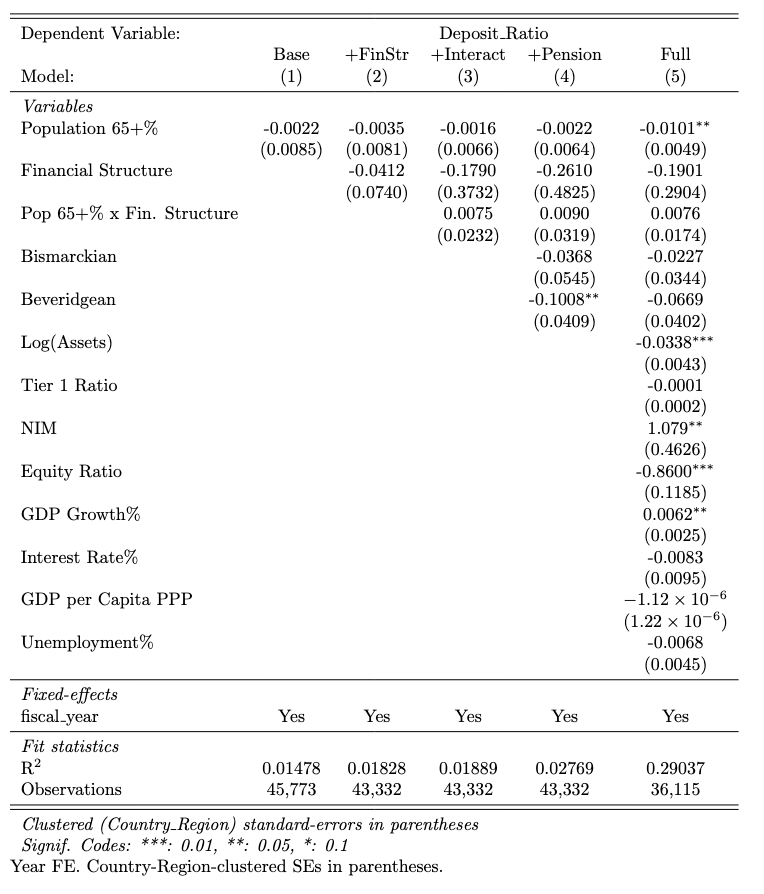 Dependent Variable: Deposit_Ratio
Base +FinStr +Interact +Pension Full
Model: (1) (2) (3) (4) (5)
Variables
Population 65+% -0.0022 -0.0035 -0.0016 -0.0022 -0.0101**
(0.0085) (0.0081) (0.0066) (0.0064) (0.0049)
Financial Structure -0.0412 -0.1790 -0.2610 -0.1901
(0.0740) (0.3732) (0.4825) (0.2904)
Pop 65+% x Fin. Structure 0.0075 0.0090 0.0076
(0.0232) (0.0319) (0.0174)
Bismarckian -0.0368 -0.0227
(0.0545) (0.0344)
Beveridgean -0.1008** -0.0669
(0.0409) (0.0402)
Log(Assets) -0.0338***
(0.0043)
Tier 1 Ratio -0.0001
(0.0002)
NIM 1.079**
(0.4626)
Equity Ratio -0.8600***
(0.1185)
GDP Growth% 0.0062**
(0.0025)
Interest Rate% -0.0083
(0.0095)
GDP per Capita PPP −1.12 × 10⁻⁶
(1.22 × 10⁻⁶)
Unemployment% -0.0068
(0.0045)
Fixed-effects
fiscal_year Yes Yes Yes Yes Yes
Fit statistics
R² 0.01478 0.01828 0.01889 0.02769 0.29037
Observations 45,773 43,332 43,332 43,332 36,115
Clustered (Country_Region) standard-errors in parentheses
Signif. Codes: ***: 0.01, **: 0.05, *: 0.1
Year FE. Country-Region-clustered SEs in parentheses.